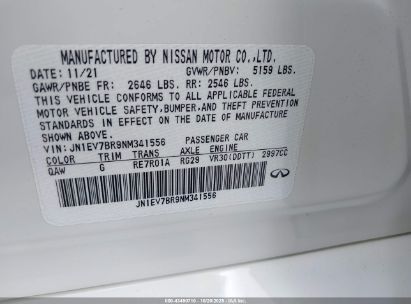 MANUFACTURED BY NISSAN MOTOR CO.,LTD.
DATE: 11/21 GVWR/PNBV: 5159 LBS.
GAWR/PNBE FR: 2646 LBS. RR: 2546 LBS.
THIS VEHICLE CONFORMS TO ALL APPLICABLE FEDERAL
MOTOR VEHICLE SAFETY,BUMPER,AND THEFT PREVENTION
STANDARDS IN EFFECT ON THE DATE OF MANUFACTURE
SHOWN ABOVE.
VIN: JN1EV7BR9NM341556 PASSENGER CAR
COLOR TRIM TRANS AXLE ENGINE
QAW G RE7R01A RG29 VR30(DDTT) 2997CC
JN1EV7BR9NM341556